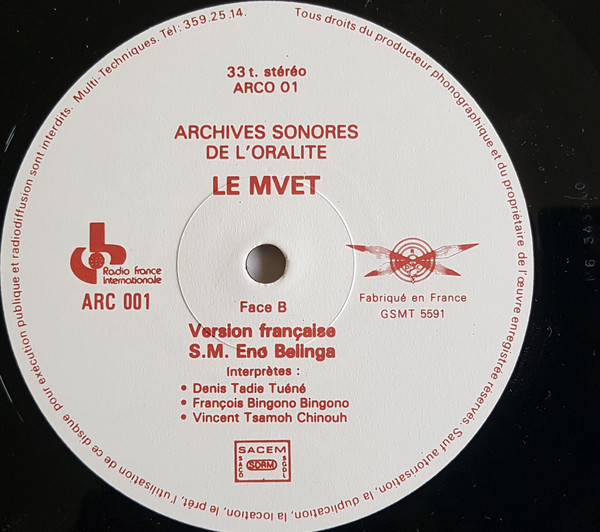 Tous droits du producteur phonographique et du propriétaire de l'œuvre enregistrée réservés. Sauf autorisation, la duplication, la location, le prêt, l'utilisation de ce disque pour exécution publique et radiodiffusion sont interdits. Multi-Techniques. Tél: 359.25.14.
33 t. stéréo
ARCO 01
ARCHIVES SONORES
DE L'ORALITE
LE MVET
Radio France
Internationale
ARC 001
Fabriqué en France
GSMT 5591
Face B
Version française
S.M. Eno Belinga
Interprètes :
• Denis Tadie Tuéné
• François Bingono Bingono
• Vincent Tsamoh Chinouh
SACEM
SACD SDRM SGDL